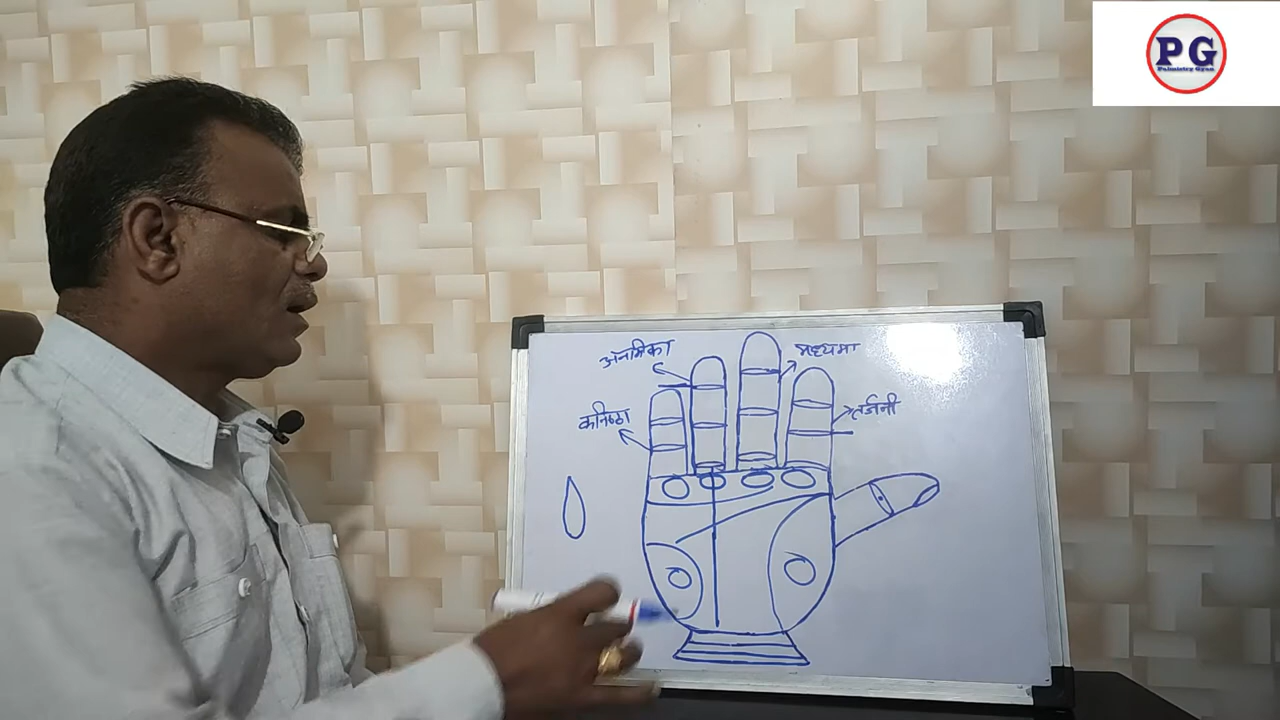 PG
Palmistry Gyan
अनामिका
मध्यमा
कनिष्ठा
तर्जनी